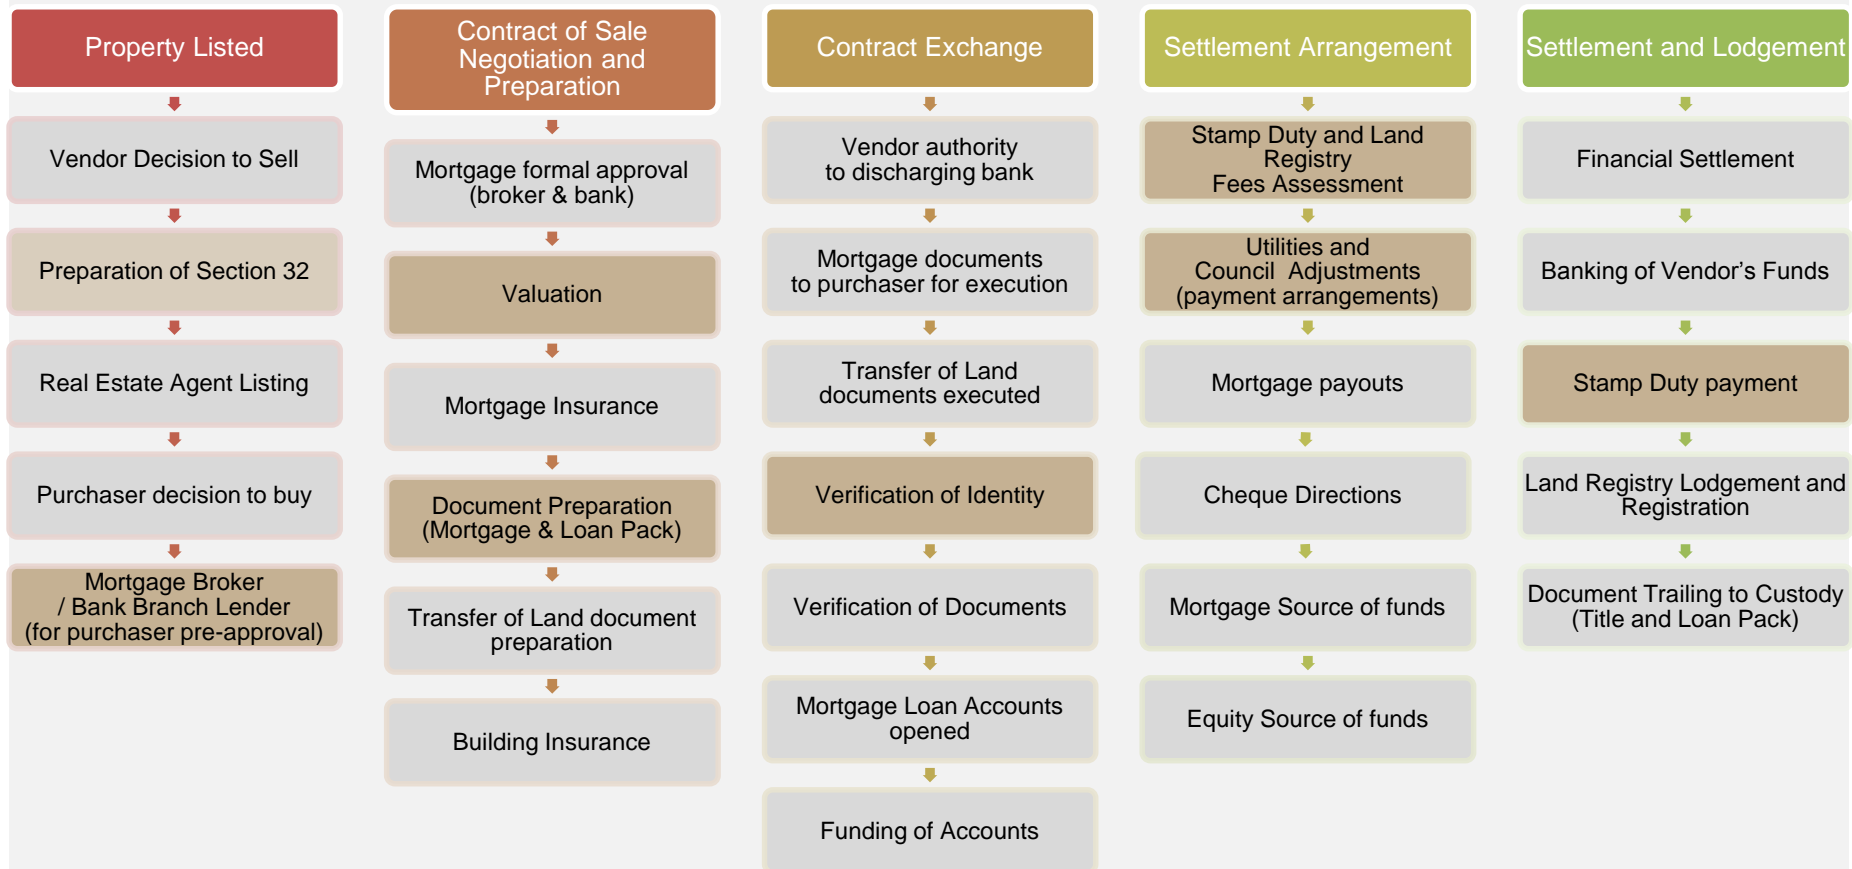 Property Listed
Vendor Decision to Sell
Preparation of Section 32
Real Estate Agent Listing
Purchaser decision to buy
Mortgage Broker
/ Bank Branch Lender
(for purchaser pre-approval)
Contract of Sale
Negotiation and
Preparation
Mortgage formal approval
(broker & bank)
Valuation
Mortgage Insurance
Document Preparation
(Mortgage & Loan Pack)
Transfer of Land document
preparation
Building Insurance
Contract Exchange
Vendor authority
to discharging bank
Mortgage documents
to purchaser for execution
Transfer of Land
documents executed
Verification of Identity
Verification of Documents
Mortgage Loan Accounts
opened
Funding of Accounts
Settlement Arrangement
Stamp Duty and Land
Registry
Fees Assessment
Utilities and
Council Adjustments
(payment arrangements)
Mortgage payouts
Cheque Directions
Mortgage Source of funds
Equity Source of funds
Settlement and Lodgement
Financial Settlement
Banking of Vendor’s Funds
Stamp Duty payment
Land Registry Lodgement and
Registration
Document Trailing to Custody
(Title and Loan Pack)